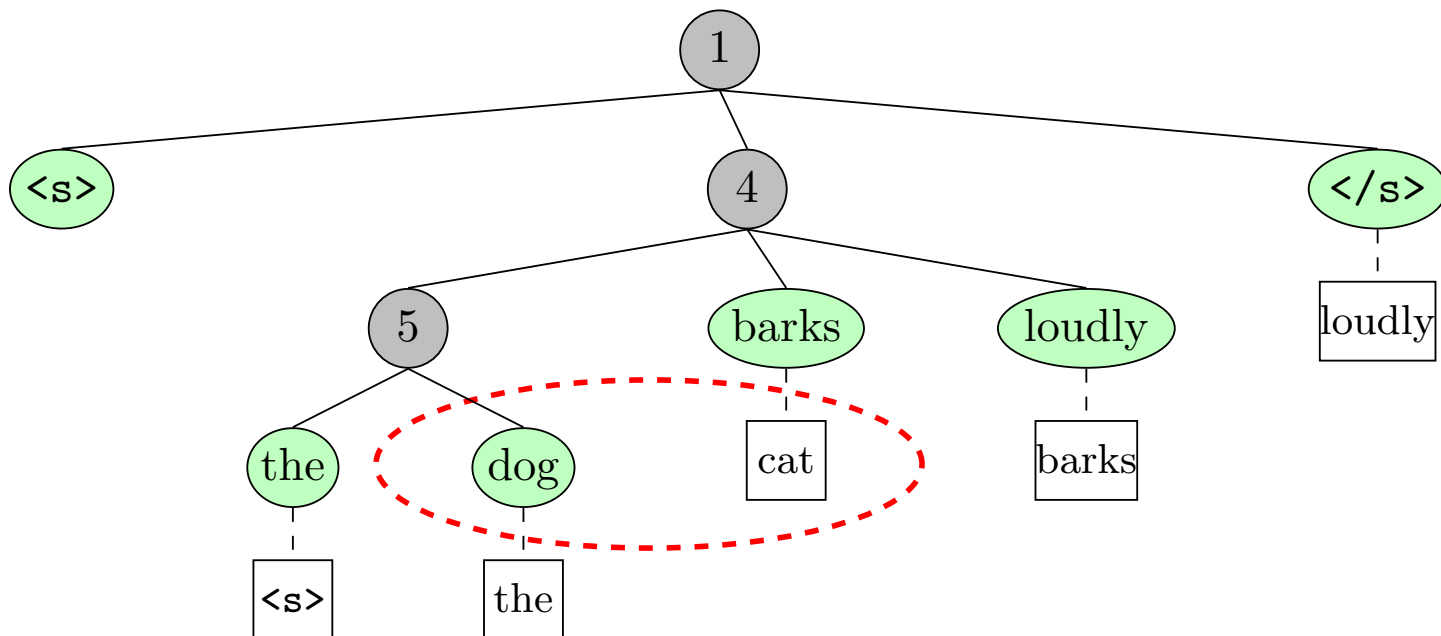 1
<s> 4 </s>
5 barks loudly loudly
the dog cat barks
<s> the